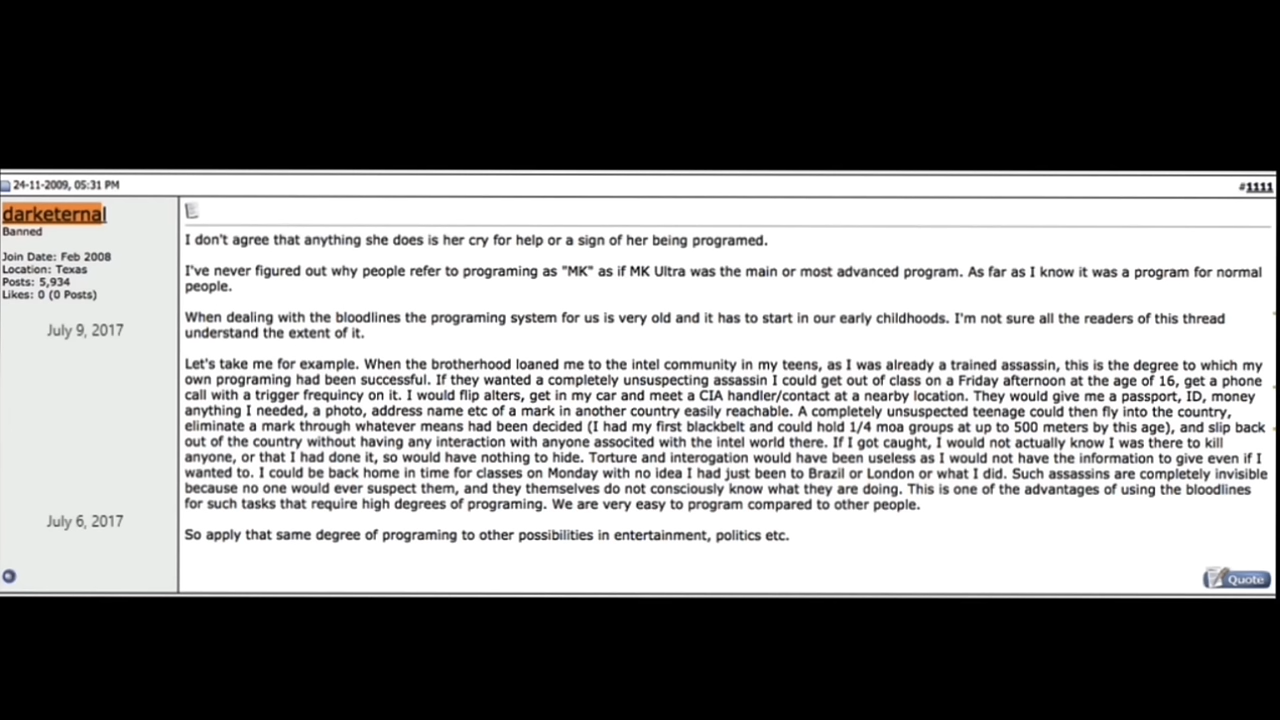 24-11-2009, 05:31 PM
#1111
darketernal
Banned
Join Date: Feb 2008
Location: Texas
Posts: 5,934
Likes: 0 (0 Posts)
July 9, 2017
July 6, 2017
I don't agree that anything she does is her cry for help or a sign of her being programed.
I've never figured out why people refer to programing as "MK" as if MK Ultra was the main or most advanced program. As far as I know it was a program for normal
people.
When dealing with the bloodlines the programing system for us is very old and it has to start in our early childhoods. I'm not sure all the readers of this thread
understand the extent of it.
Let's take me for example. When the brotherhood loaned me to the intel community in my teens, as I was already a trained assassin, this is the degree to which my
own programing had been successful. If they wanted a completely unsuspecting assassin I could get out of class on a Friday afternoon at the age of 16, get a phone
call with a trigger frequincy on it. I would flip alters, get in my car and meet a CIA handler/contact at a nearby location. They would give me a passport, ID, money
anything I needed, a photo, address name etc of a mark in another country easily reachable. A completely unsuspected teenage could then fly into the country,
eliminate a mark through whatever means had been decided (I had my first blackbelt and could hold 1/4 moa groups at up to 500 meters by this age), and slip back
out of the country without having any interaction with anyone associted with the intel world there. If I got caught, I would not actually know I was there to kill
anyone, or that I had done it, so would have nothing to hide. Torture and interogation would have been useless as I would not have the information to give even if I
wanted to. I could be back home in time for classes on Monday with no idea I had just been to Brazil or London or what I did. Such assassins are completely invisible
because no one would ever suspect them, and they themselves do not consciously know what they are doing. This is one of the advantages of using the bloodlines
for such tasks that require high degrees of programing. We are very easy to program compared to other people.
So apply that same degree of programing to other possibilities in entertainment, politics etc.
Quote